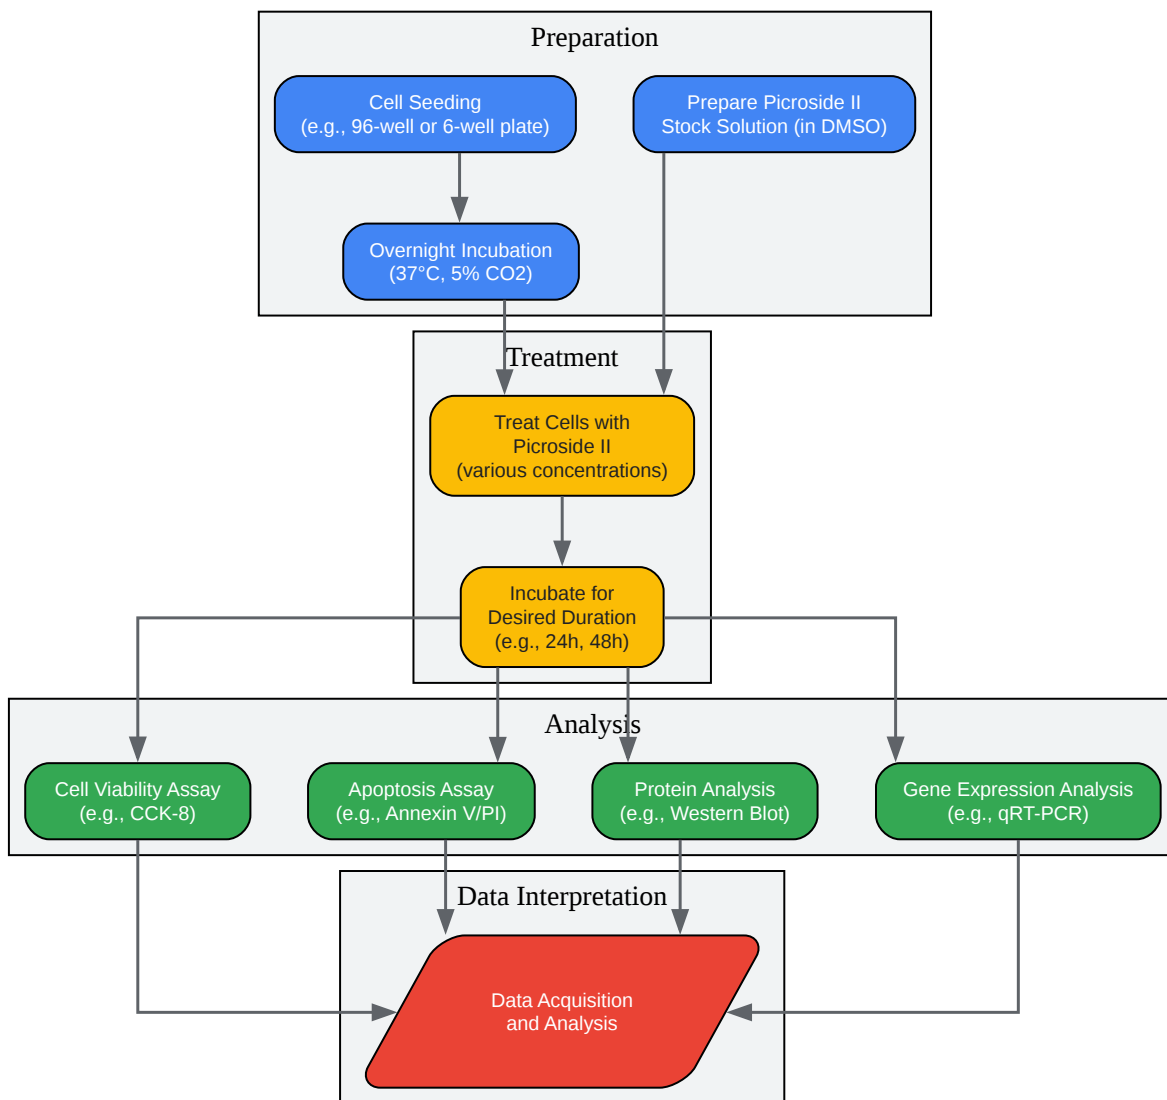 Preparation
Cell Seeding
(e.g., 96-well or 6-well plate)
Prepare Picroside II
Stock Solution (in DMSO)
Overnight Incubation
(37°C, 5% CO2)
Treatment
Treat Cells with
Picroside II
(various concentrations)
Incubate for
Desired Duration
(e.g., 24h, 48h)
Analysis
Cell Viability Assay
(e.g., CCK-8)
Apoptosis Assay
(e.g., Annexin V/PI)
Protein Analysis
(e.g., Western Blot)
Gene Expression Analysis
(e.g., qRT-PCR)
Data Interpretation
Data Acquisition
and Analysis